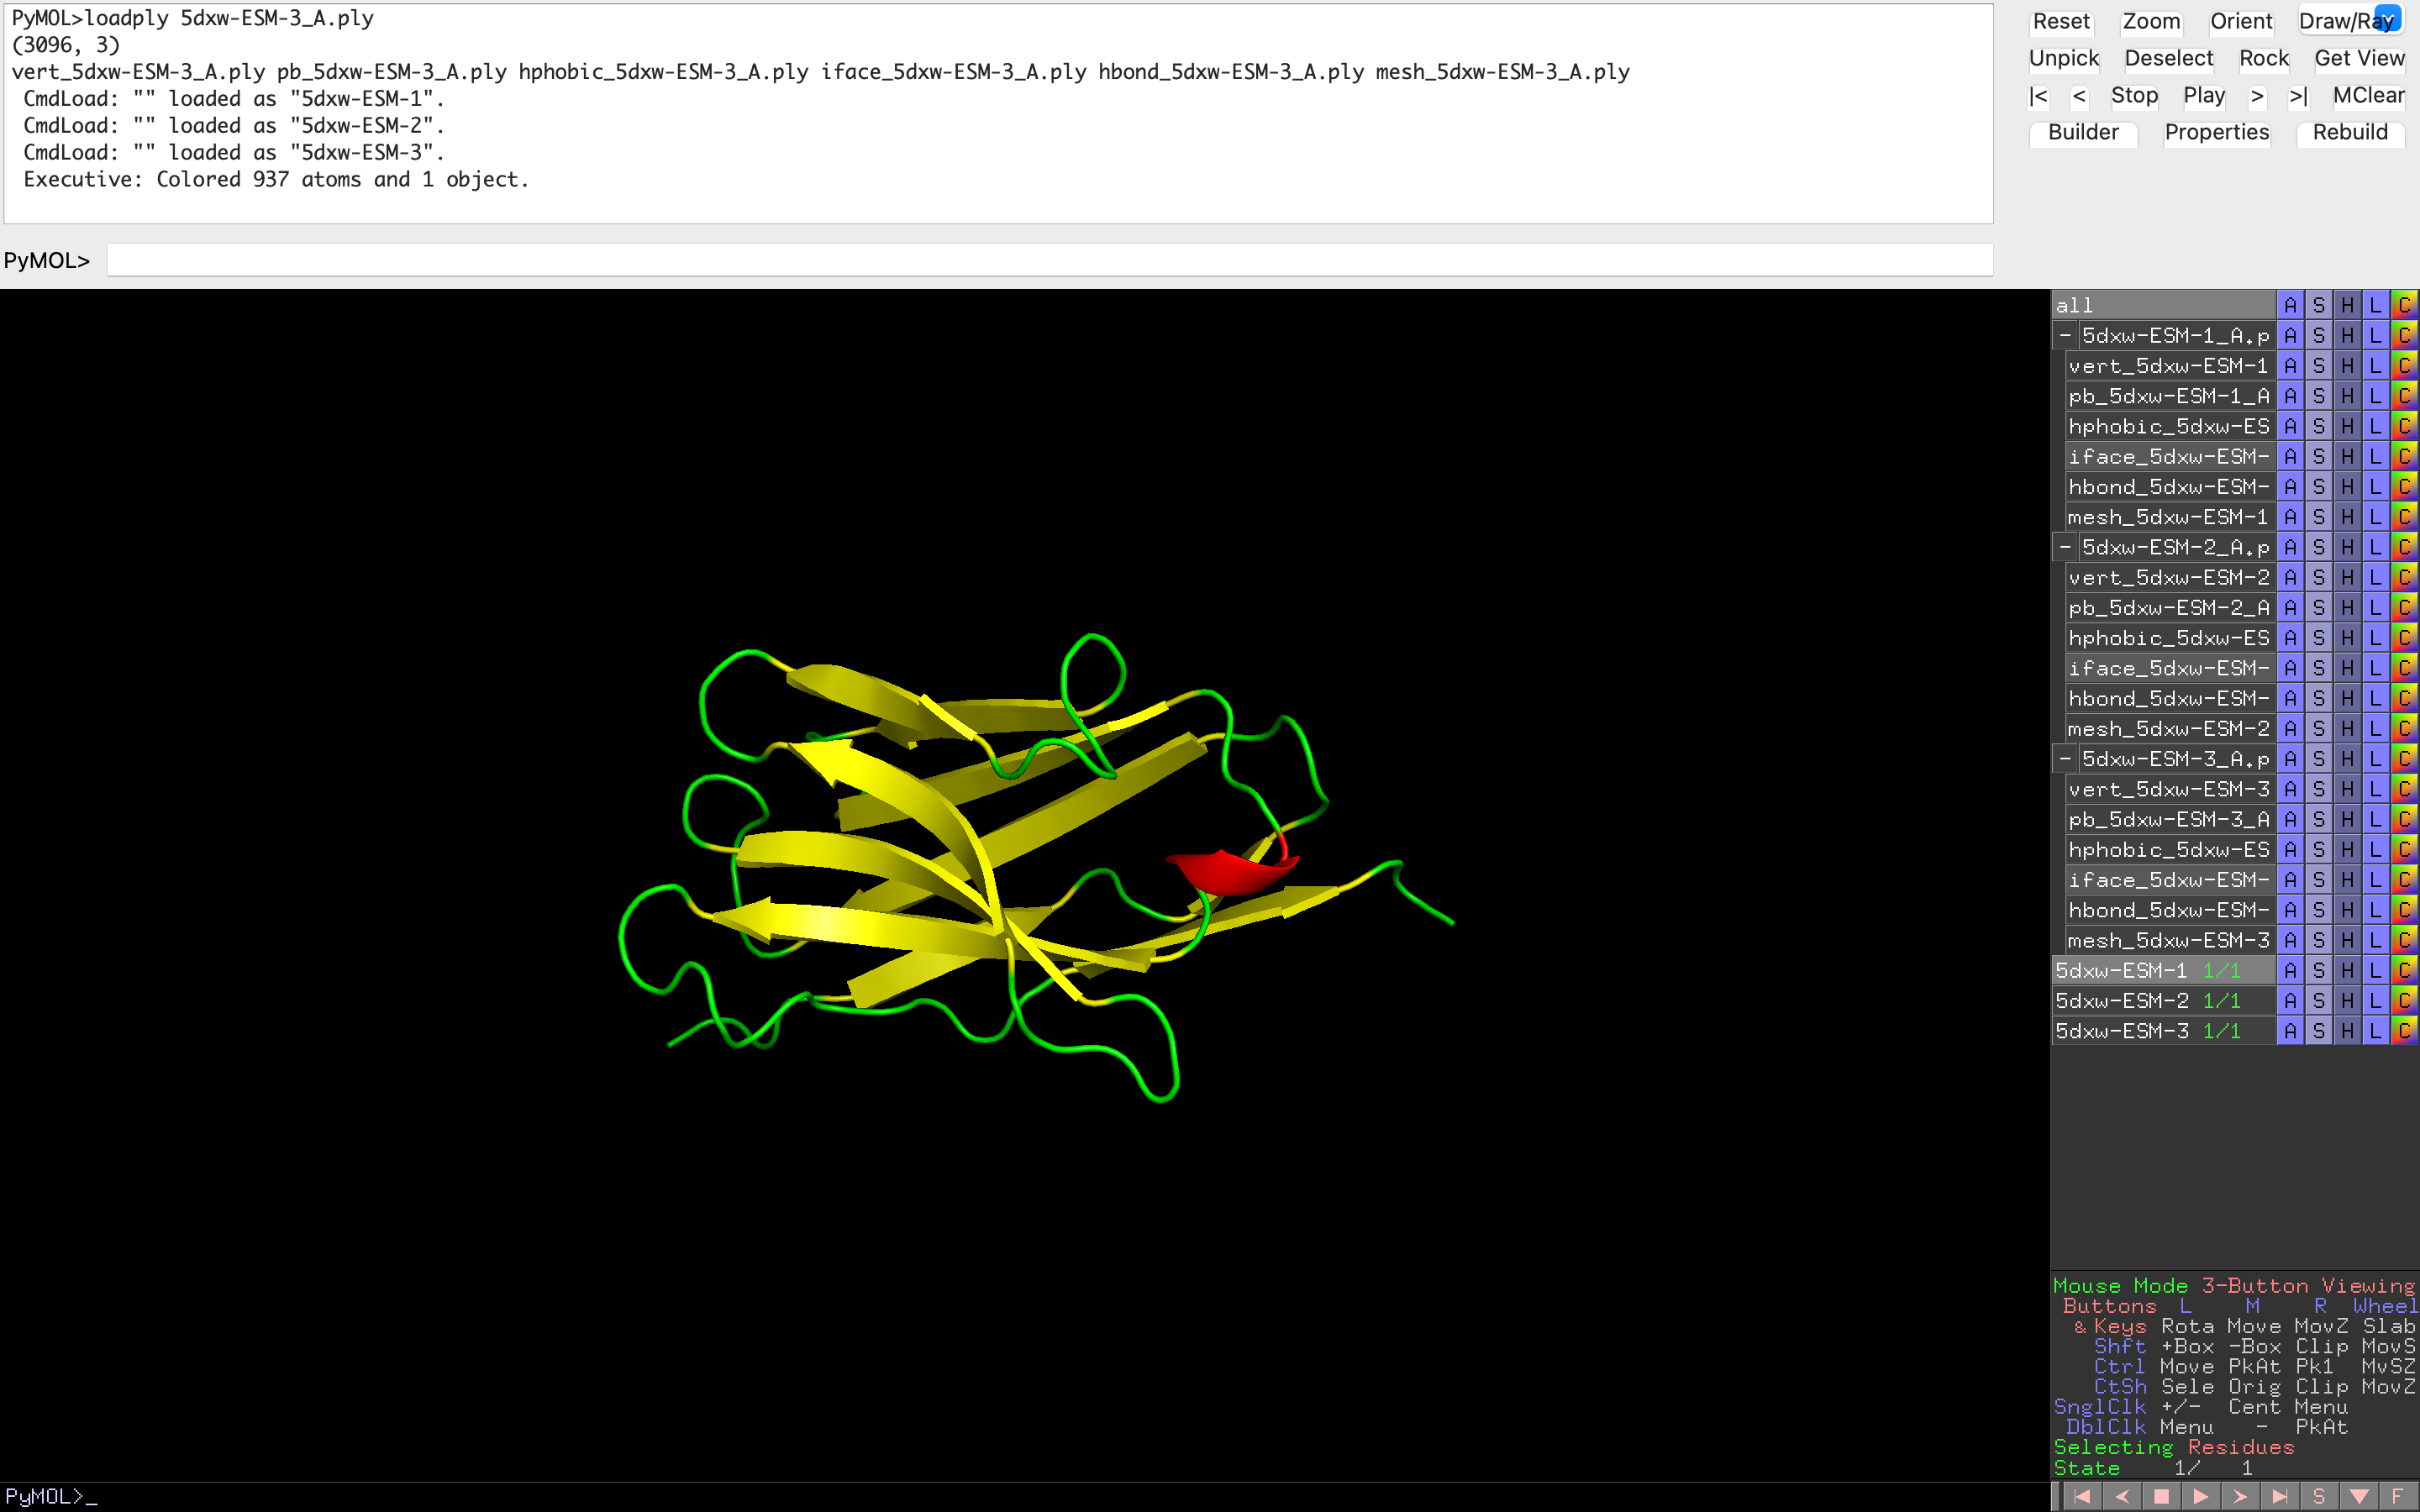 PyMOL>loadply 5dxw-ESM-3_A.ply
(3096, 3)
vert_5dxw-ESM-3_A.ply pb_5dxw-ESM-3_A.ply hphobic_5dxw-ESM-3_A.ply iface_5dxw-ESM-3_A.ply hbond_5dxw-ESM-3_A.ply mesh_5dxw-ESM-3_A.ply
CmdLoad: "" loaded as "5dxw-ESM-1".
CmdLoad: "" loaded as "5dxw-ESM-2".
CmdLoad: "" loaded as "5dxw-ESM-3".
Executive: Colored 937 atoms and 1 object.
PyMOL>
Reset Zoom Orient Draw/Ray
Unpick Deselect Rock Get View
|< < Stop Play > >| MClear
Builder Properties Rebuild
all A S H L C
- 5dxw-ESM-1_A.p A S H L C
vert_5dxw-ESM-1 A S H L C
pb_5dxw-ESM-1_A A S H L C
hphobic_5dxw-ES A S H L C
iface_5dxw-ESM- A S H L C
hbond_5dxw-ESM- A S H L C
mesh_5dxw-ESM-1 A S H L C
- 5dxw-ESM-2_A.p A S H L C
vert_5dxw-ESM-2 A S H L C
pb_5dxw-ESM-2_A A S H L C
hphobic_5dxw-ES A S H L C
iface_5dxw-ESM- A S H L C
hbond_5dxw-ESM- A S H L C
mesh_5dxw-ESM-2 A S H L C
- 5dxw-ESM-3_A.p A S H L C
vert_5dxw-ESM-3 A S H L C
pb_5dxw-ESM-3_A A S H L C
hphobic_5dxw-ES A S H L C
iface_5dxw-ESM- A S H L C
hbond_5dxw-ESM- A S H L C
mesh_5dxw-ESM-3 A S H L C
5dxw-ESM-1 1/1 A S H L C
5dxw-ESM-2 1/1 A S H L C
5dxw-ESM-3 1/1 A S H L C
Mouse Mode 3-Button Viewing
Buttons L M R Wheel
& Keys Rota Move MovZ Slab
Shft +Box -Box Clip MovS
Ctrl Move PkAt Pk1 MvSZ
CtSh Sele Orig Clip MovZ
SnglClk +/- Cent Menu
DblClk Menu - PkAt
Selecting Residues
State 1/ 1
PyMOL>_
S F